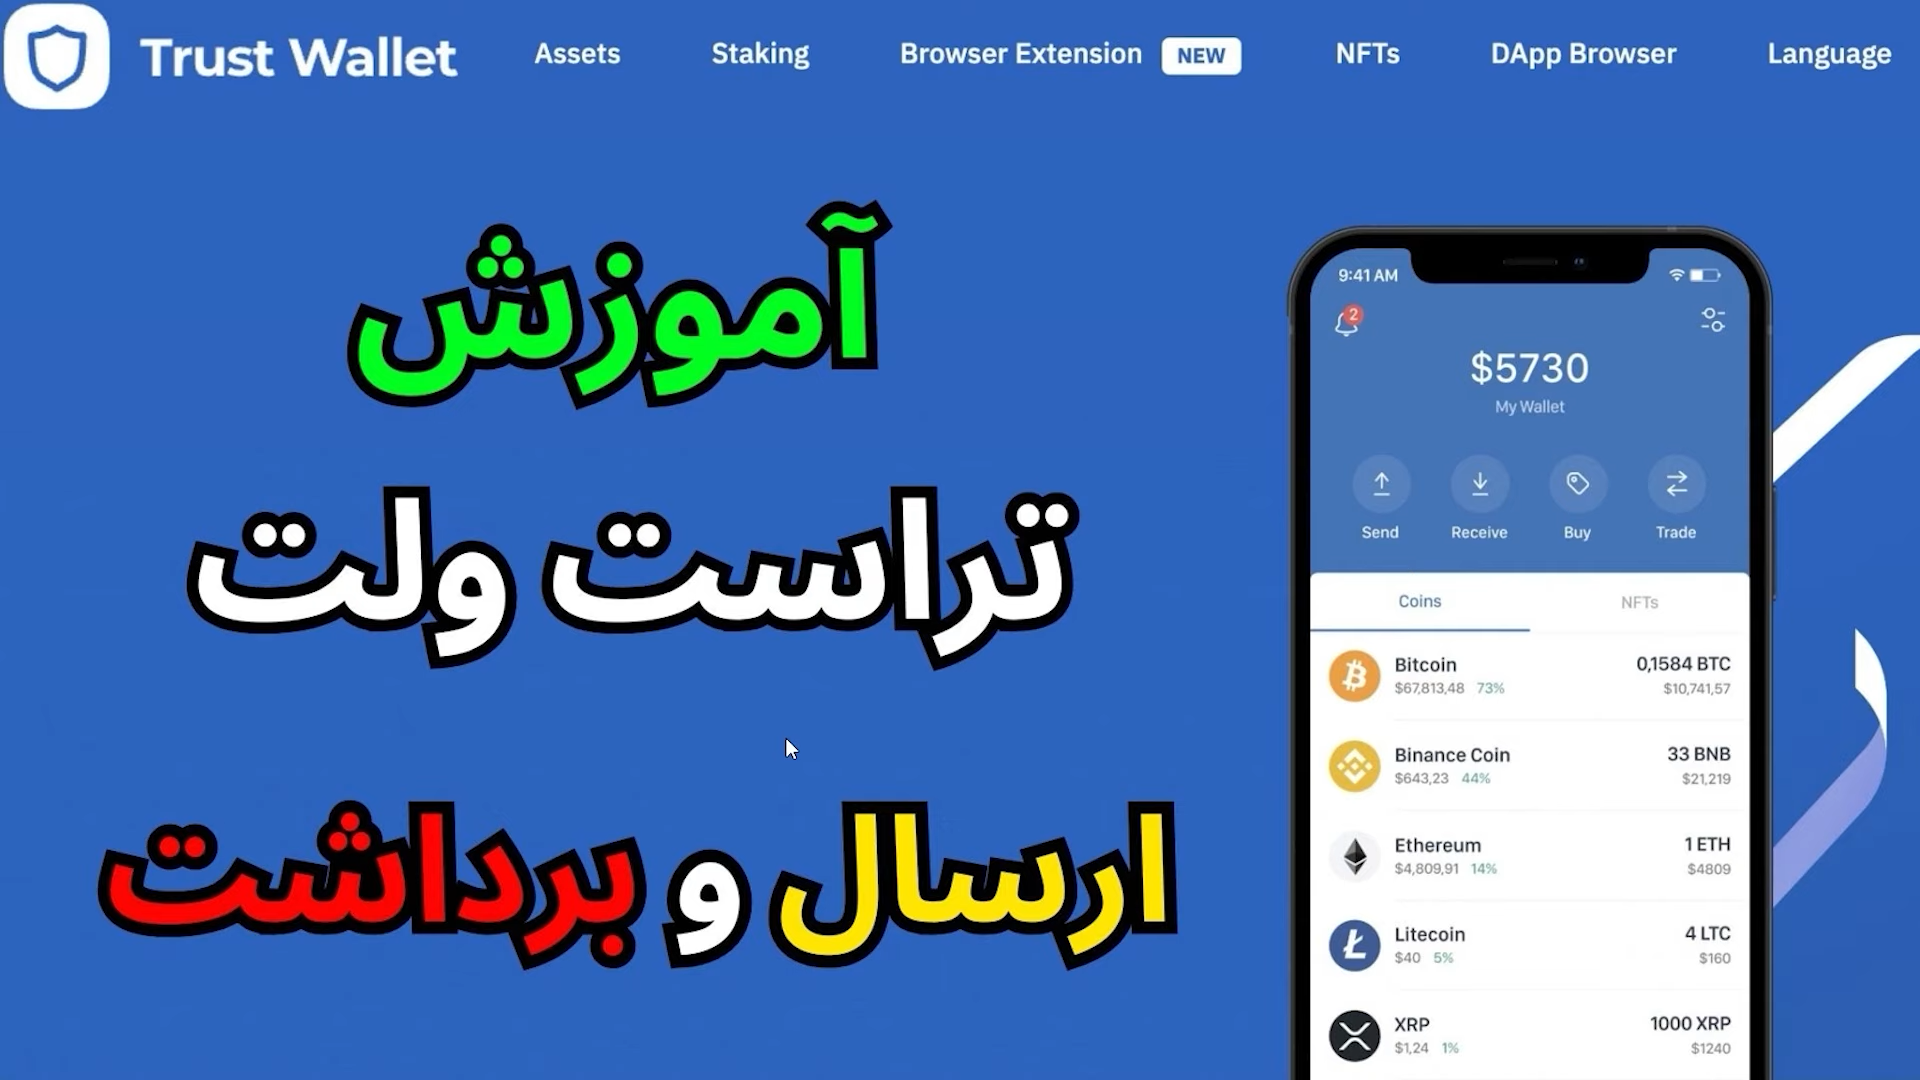 Trust Wallet Assets Staking Browser Extension NEW NFTs DApp Browser Language
آموزش
تراست ولت
ارسال و برداشت
9:41 AM
2
$5730
My Wallet
Send Receive Buy Trade
Coins NFTs
Bitcoin 0,1584 BTC
$67,813,48 73% $10,741,57
Binance Coin 33 BNB
$643,23 44% $21,219
Ethereum 1 ETH
$4,809,91 14% $4809
Litecoin 4 LTC
$40 5% $160
XRP 1000 XRP
$1,24 1% $1240